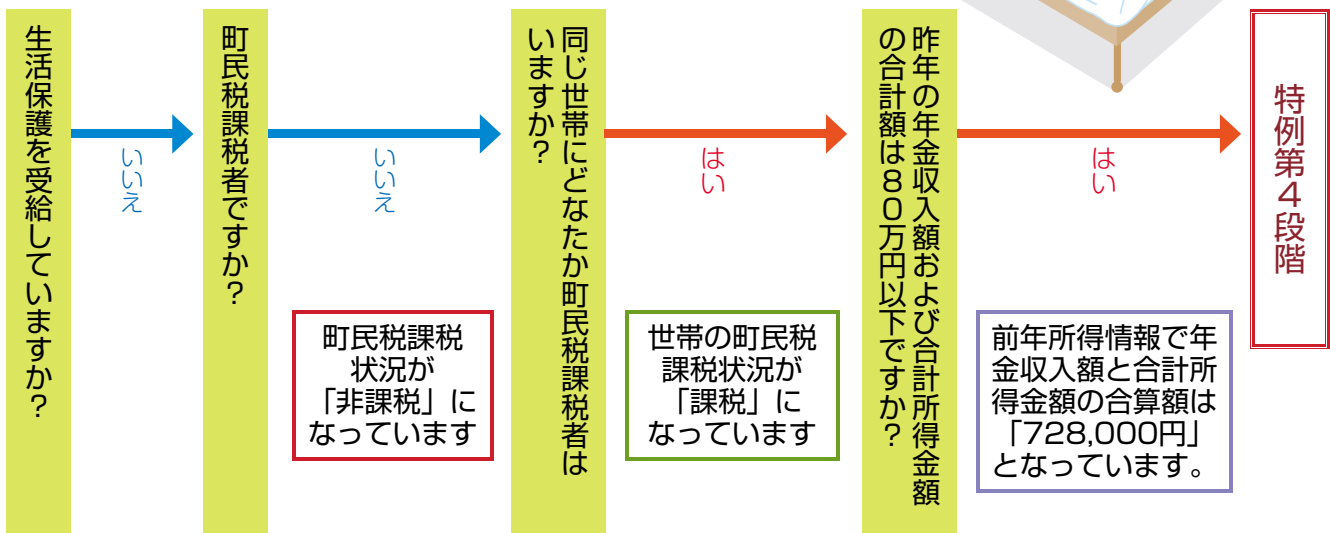 生活保護を受給していますか？
いいえ
町民税課税者ですか？
いいえ
町民税課税
状況が
「非課税」に
なっています
同じ世帯にどなたか町民税課税者は
いますか？
はい
世帯の町民税
課税状況が
「課税」に
なっています
昨年の年金収入額および合計所得金額
の合計額は８０万円以下ですか？
はい
前年所得情報で年
金収入額と合計所
得金額の合算額は
「728,000円」
となっています。
特例第４段階